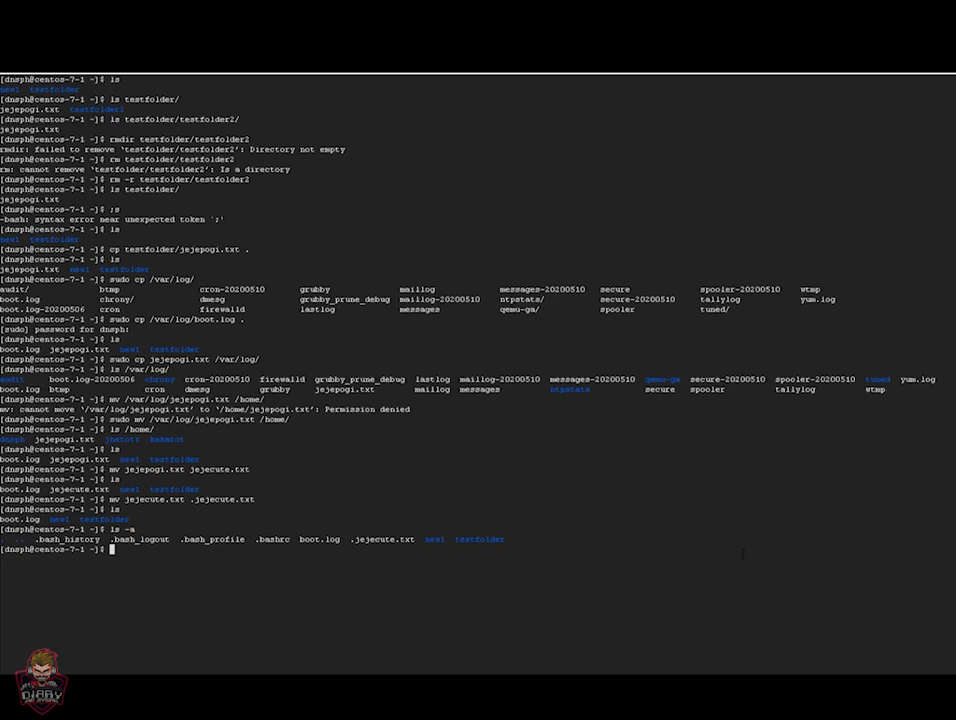 [dnsph@centos-7-1 ~]$ ls
new1  testfolder
[dnsph@centos-7-1 ~]$ ls testfolder/
jejepogi.txt  testfolder2
[dnsph@centos-7-1 ~]$ ls testfolder/testfolder2/
jejepogi.txt
[dnsph@centos-7-1 ~]$ rmdir testfolder/testfolder2
rmdir: failed to remove ‘testfolder/testfolder2’: Directory not empty
[dnsph@centos-7-1 ~]$ rm testfolder/testfolder2
rm: cannot remove ‘testfolder/testfolder2’: Is a directory
[dnsph@centos-7-1 ~]$ rm -r testfolder/testfolder2
[dnsph@centos-7-1 ~]$ ls testfolder/
jejepogi.txt
[dnsph@centos-7-1 ~]$ ;s
-bash: syntax error near unexpected token `;'
[dnsph@centos-7-1 ~]$ ls
new1  testfolder
[dnsph@centos-7-1 ~]$ cp testfolder/jejepogi.txt .
[dnsph@centos-7-1 ~]$ ls
jejepogi.txt  new1  testfolder
[dnsph@centos-7-1 ~]$ sudo cp /var/log/
audit/  btmp  cron-20200510  grubby  maillog  messages-20200510  secure  spooler-20200510  wtmp
boot.log  chrony/  dmesg  grubby_prune_debug  maillog-20200510  ntpstats/  secure-20200510  tallylog  yum.log
boot.log-20200506  cron  firewalld  lastlog  messages  qemu-ga/  spooler  tuned/
[dnsph@centos-7-1 ~]$ sudo cp /var/log/boot.log .
[sudo] password for dnsph:
[dnsph@centos-7-1 ~]$ ls
boot.log  jejepogi.txt  new1  testfolder
[dnsph@centos-7-1 ~]$ sudo cp jejepogi.txt /var/log/
[dnsph@centos-7-1 ~]$ ls /var/log/
audit  boot.log-20200506  chrony  cron-20200510  firewalld  grubby_prune_debug  lastlog  maillog-20200510  messages-20200510  qemu-ga  secure-20200510  spooler-20200510  tuned  yum.log
boot.log  btmp  cron  dmesg  grubby  jejepogi.txt  maillog  messages  ntpstats  secure  spooler  tallylog  wtmp
[dnsph@centos-7-1 ~]$ mv /var/log/jejepogi.txt /home/
mv: cannot move ‘/var/log/jejepogi.txt’ to ‘/home/jejepogi.txt’: Permission denied
[dnsph@centos-7-1 ~]$ sudo mv /var/log/jejepogi.txt /home/
[dnsph@centos-7-1 ~]$ ls /home/
dnsph  jejepogi.txt  jhetotz  kakarot
[dnsph@centos-7-1 ~]$ ls
boot.log  jejepogi.txt  new1  testfolder
[dnsph@centos-7-1 ~]$ mv jejepogi.txt jejecute.txt
[dnsph@centos-7-1 ~]$ ls
boot.log  jejecute.txt  new1  testfolder
[dnsph@centos-7-1 ~]$ mv jejecute.txt .jejecute.txt
[dnsph@centos-7-1 ~]$ ls
boot.log  new1  testfolder
[dnsph@centos-7-1 ~]$ ls -a
.  ..  .bash_history  .bash_logout  .bash_profile  .bashrc  boot.log  .jejecute.txt  new1  testfolder
[dnsph@centos-7-1 ~]$